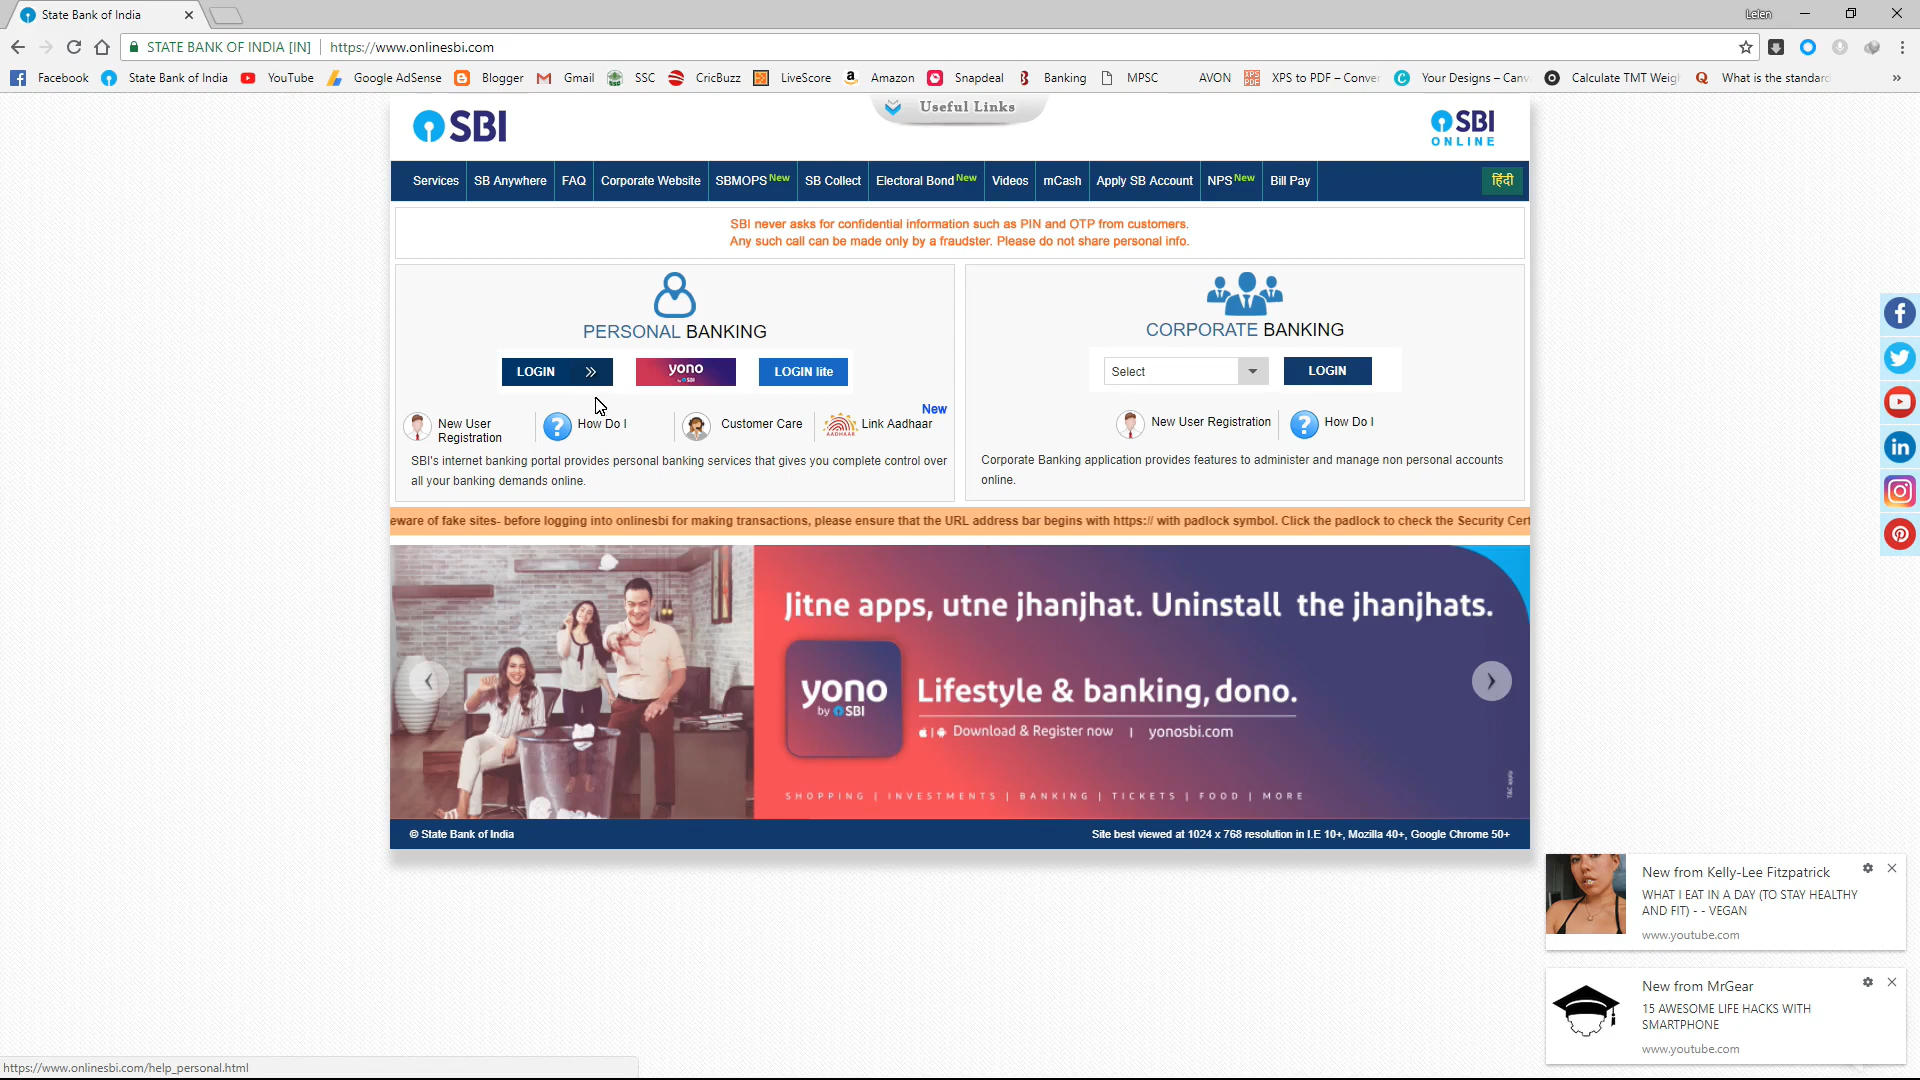 State Bank of India
Lelen
STATE BANK OF INDIA [IN] https://www.onlinesbi.com
Facebook State Bank of India YouTube Google AdSense Blogger Gmail SSC CricBuzz LiveScore Amazon Snapdeal Banking MPSC AVON XPS to PDF – Conver Your Designs – Canv Calculate TMT Weig What is the standard »
Useful Links
SBI
SBI
ONLINE
Services SB Anywhere FAQ Corporate Website SBMOPS New SB Collect Electoral Bond New Videos mCash Apply SB Account NPS New Bill Pay हिंदी
SBI never asks for confidential information such as PIN and OTP from customers.
Any such call can be made only by a fraudster. Please do not share personal info.
PERSONAL BANKING
LOGIN » yono by SBI LOGIN lite
New
New User Registration How Do I Customer Care AADHAAR Link Aadhaar
SBI's internet banking portal provides personal banking services that gives you complete control over
all your banking demands online.
CORPORATE BANKING
Select LOGIN
New User Registration How Do I
Corporate Banking application provides features to administer and manage non personal accounts
online.
eware of fake sites- before logging into onlinesbi for making transactions, please ensure that the URL address bar begins with https:// with padlock symbol. Click the padlock to check the Security Cert
Jitne apps, utne jhanjhat. Uninstall the jhanjhats.
yono
by SBI
Lifestyle & banking, dono.
Download & Register now | yonosbi.com
SHOPPING | INVESTMENTS | BANKING | TICKETS | FOOD | MORE
© State Bank of India Site best viewed at 1024 x 768 resolution in I.E 10+, Mozilla 40+, Google Chrome 50+
New from Kelly-Lee Fitzpatrick
WHAT I EAT IN A DAY (TO STAY HEALTHY
AND FIT) - - VEGAN
www.youtube.com
New from MrGear
15 AWESOME LIFE HACKS WITH
SMARTPHONE
www.youtube.com
https://www.onlinesbi.com/help_personal.html